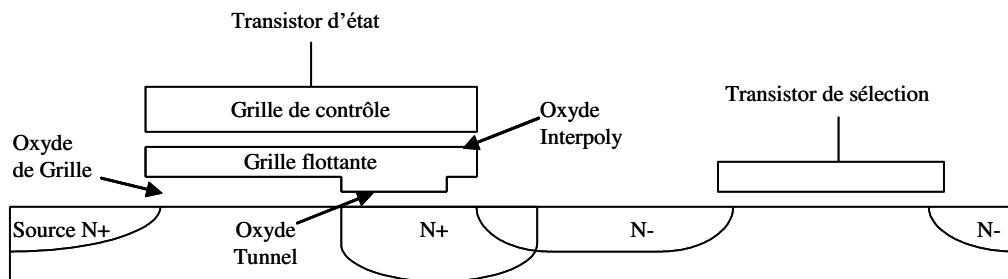 Transistor d'état
Grille de contrôle
Oxyde
Interpoly
Transistor de sélection
Oxyde
de Grille
Grille flottante
Source N+
Oxyde
Tunnel
N+
N-
N-